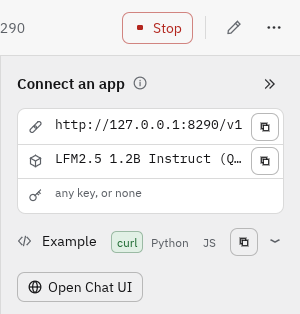 290
Stop
Connect an app
http://127.0.0.1:8290/v1
LFM2.5 1.2B Instruct (Q…
any key, or none
Example curl Python JS
Open Chat UI